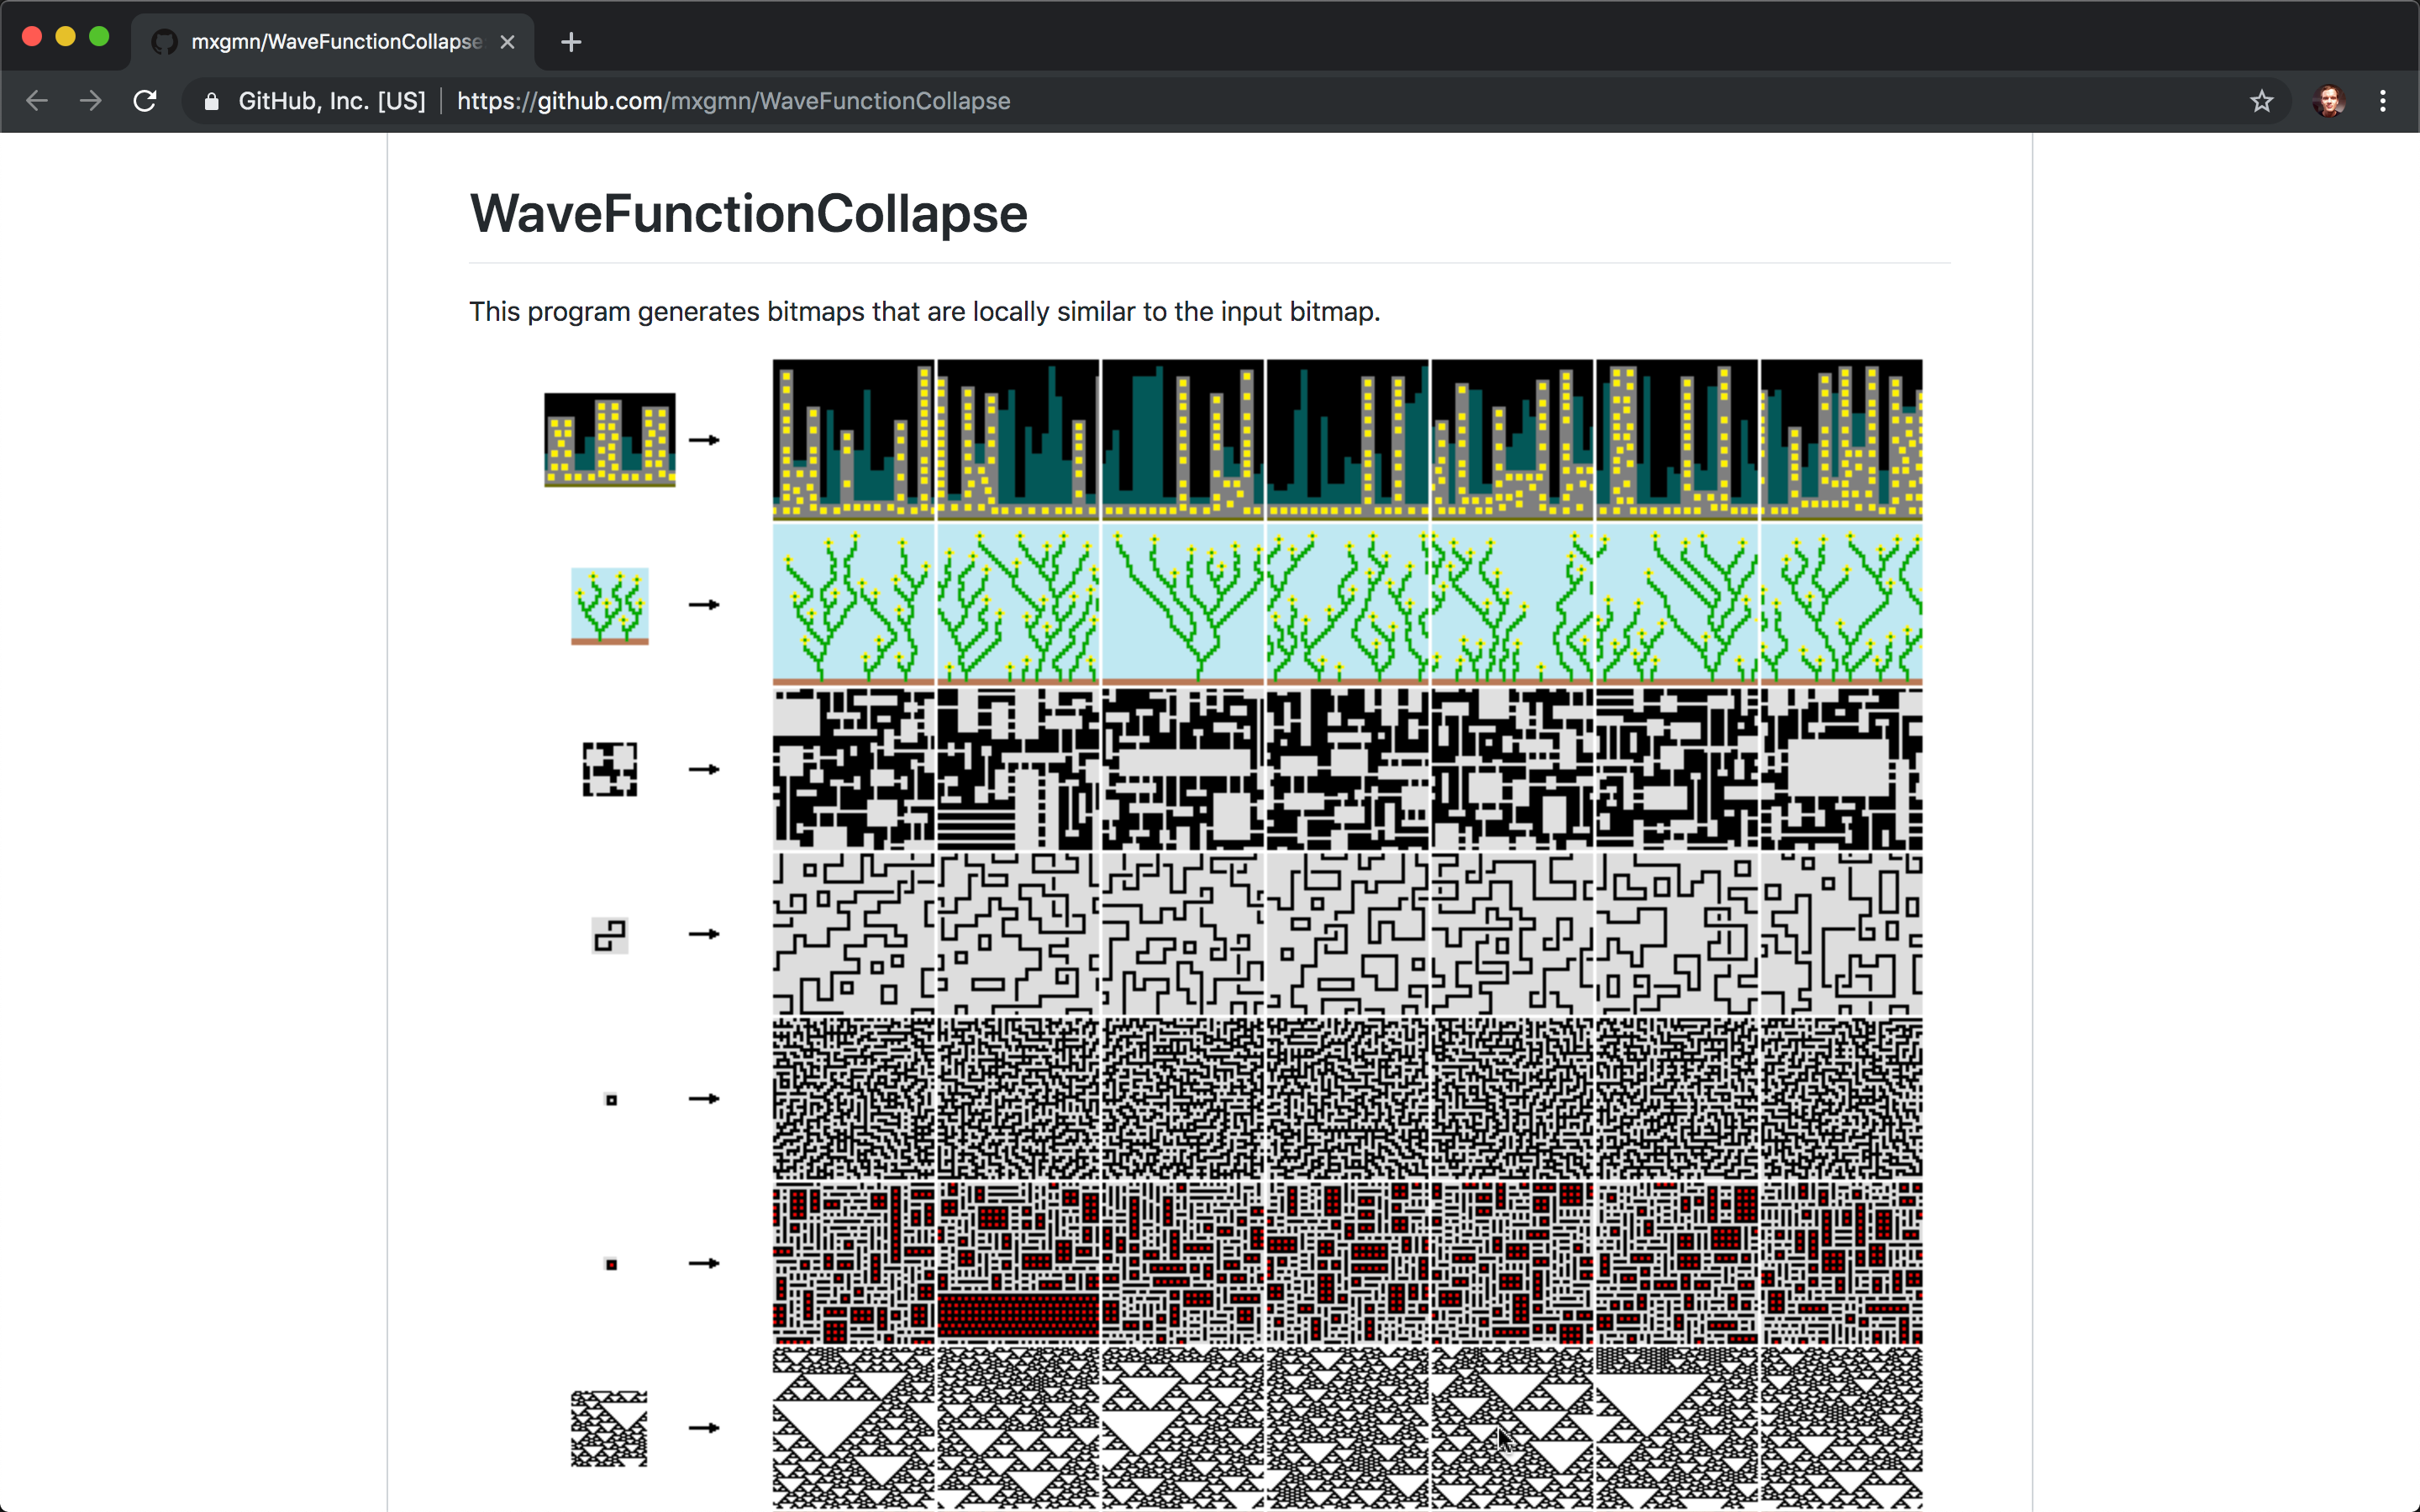 mxgmn/WaveFunctionCollapse
GitHub, Inc. [US] https://github.com/mxgmn/WaveFunctionCollapse
WaveFunctionCollapse
This program generates bitmaps that are locally similar to the input bitmap.